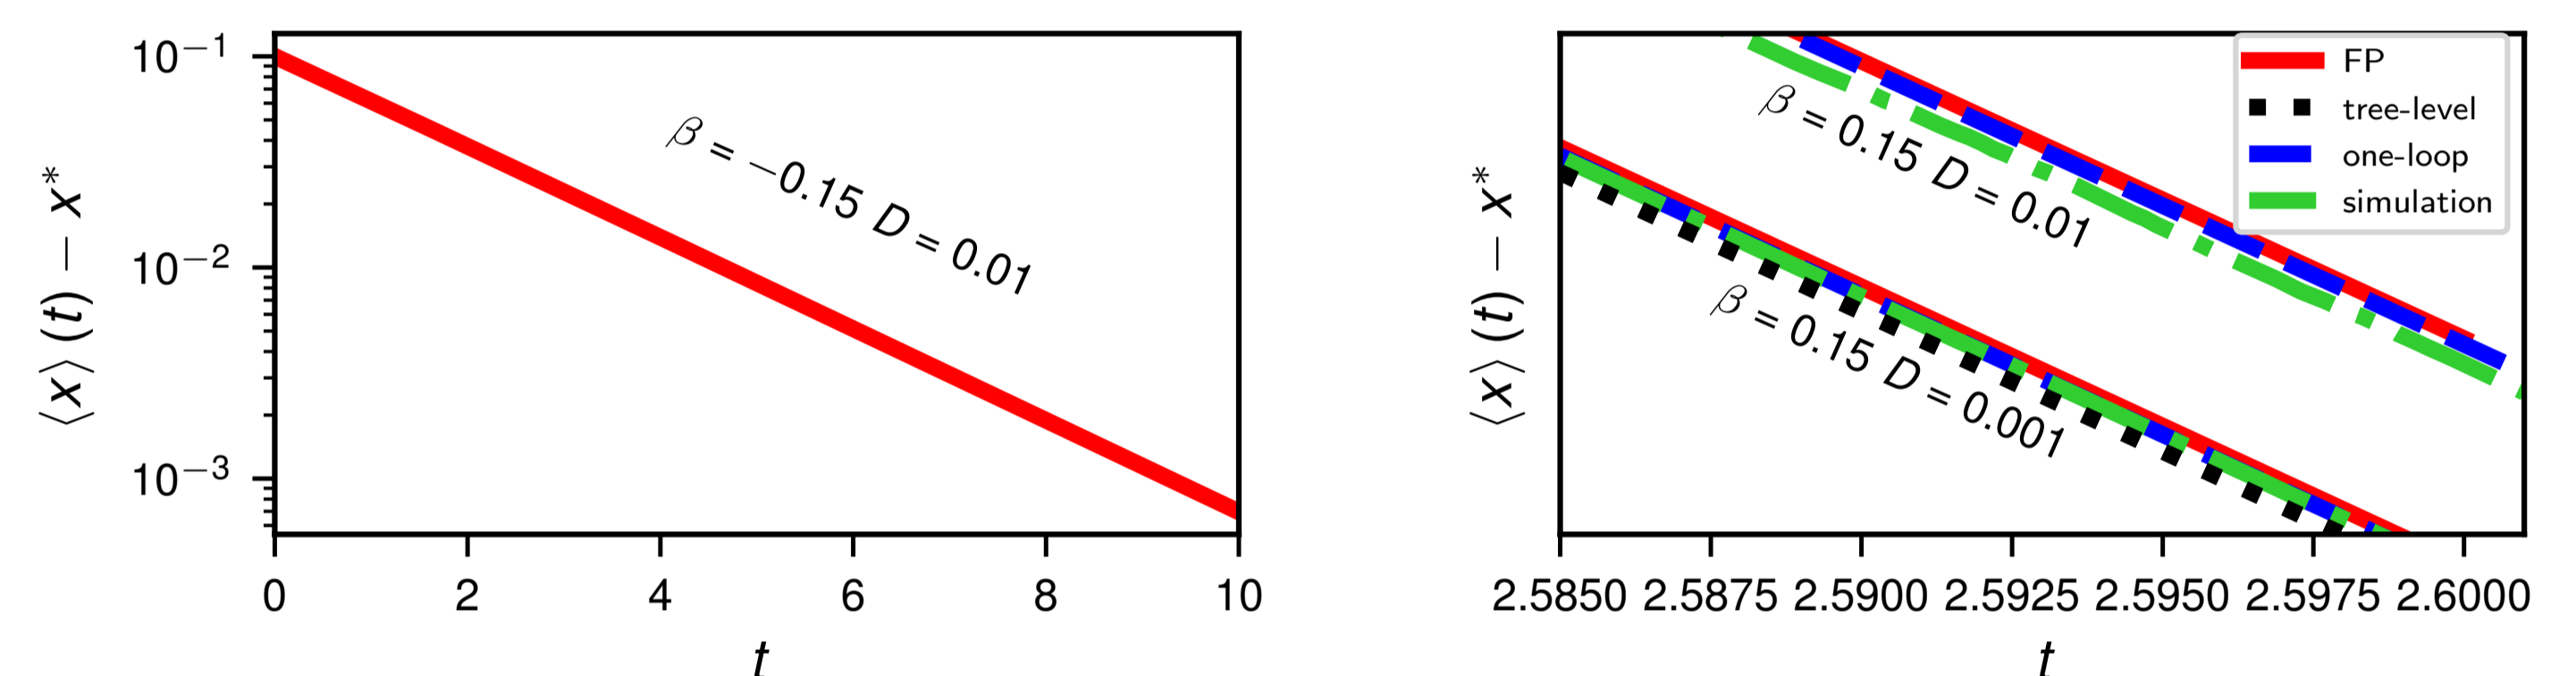 ⟨x⟩(t) − x*
10⁻¹
10⁻²
10⁻³
β = −0.15 D = 0.01
0 2 4 6 8 10
t
⟨x⟩(t) − x*
FP
tree-level
one-loop
simulation
β = 0.15 D = 0.01
β = 0.15 D = 0.001
2.5850 2.5875 2.5900 2.5925 2.5950 2.5975 2.6000
t